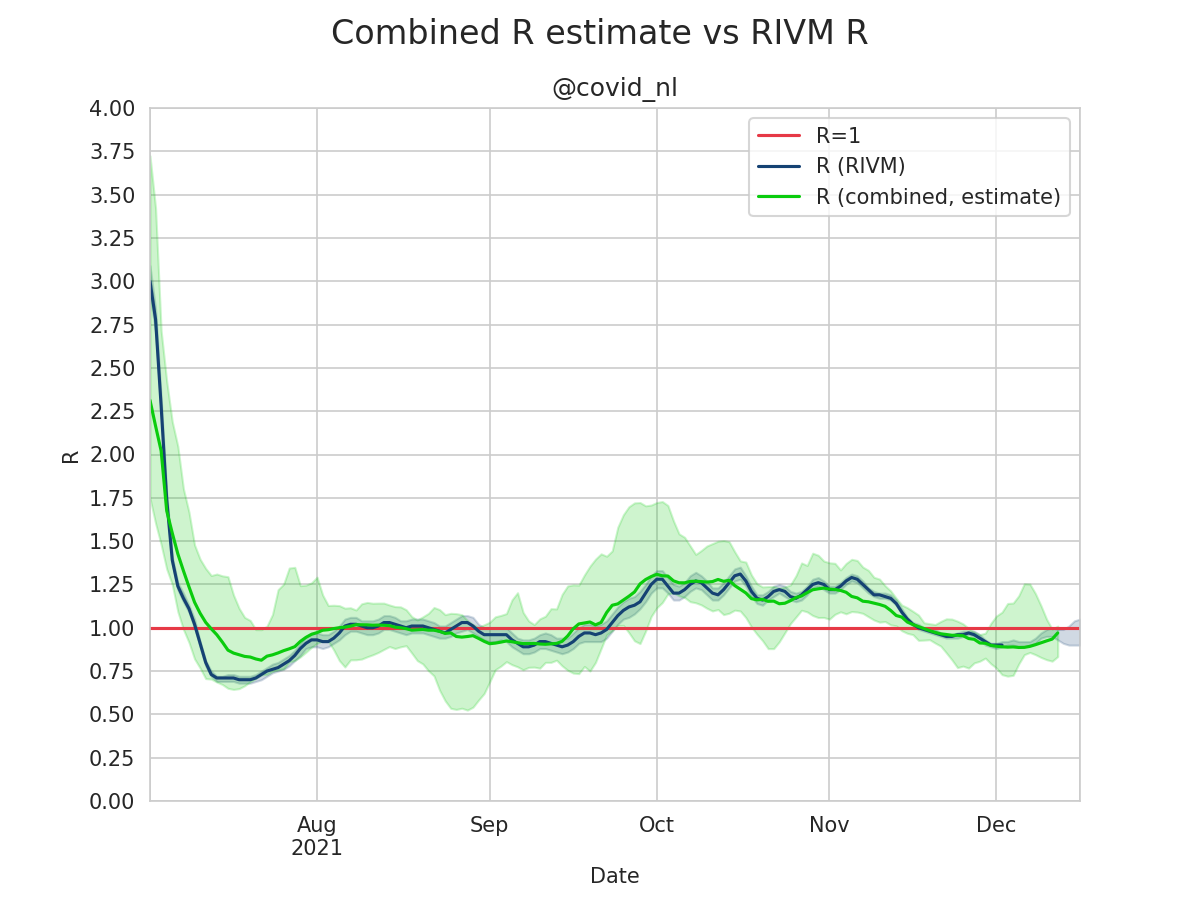 Combined R estimate vs RIVM R
@covid_nl
4.00
3.75
3.50
3.25
3.00
2.75
2.50
2.25
2.00
1.75
1.50
1.25
1.00
0.75
0.50
0.25
0.00
R
R=1
R (RIVM)
R (combined, estimate)
Aug Sep Oct Nov Dec
2021
Date